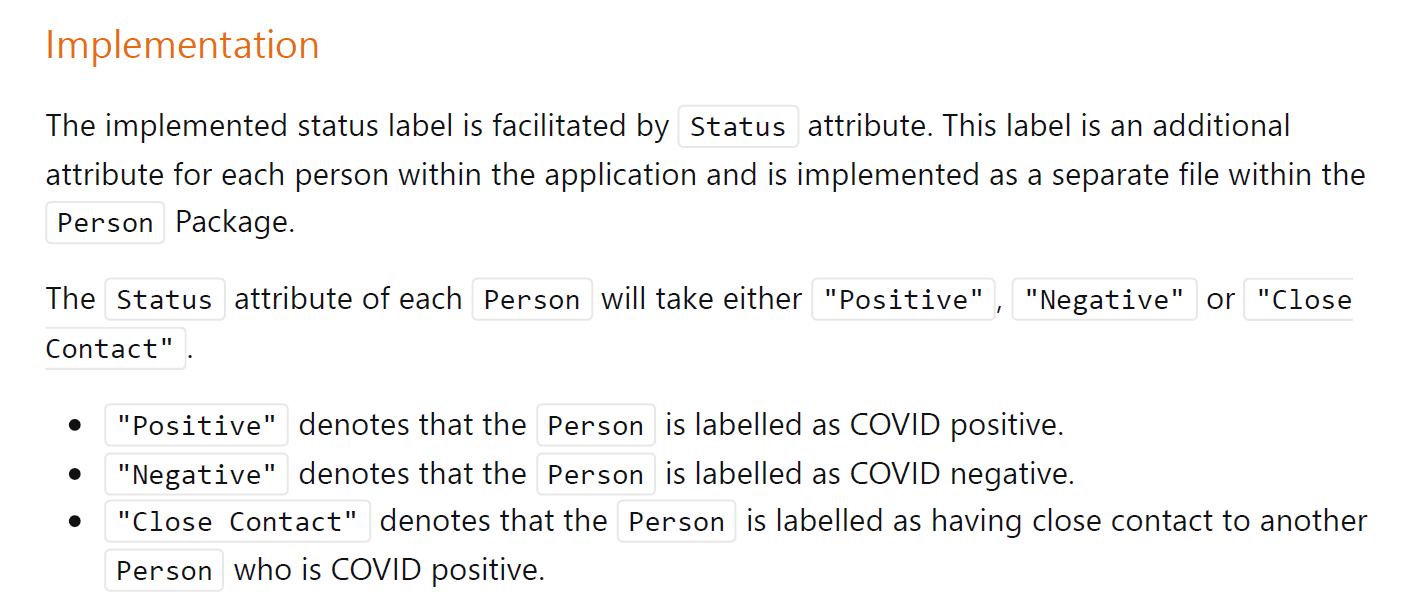 Implementation
The implemented status label is facilitated by Status attribute. This label is an additional
attribute for each person within the application and is implemented as a separate file within the
Person Package.
The Status attribute of each Person will take either "Positive", "Negative" or "Close
Contact".
• "Positive" denotes that the Person is labelled as COVID positive.
• "Negative" denotes that the Person is labelled as COVID negative.
• "Close Contact" denotes that the Person is labelled as having close contact to another
Person who is COVID positive.